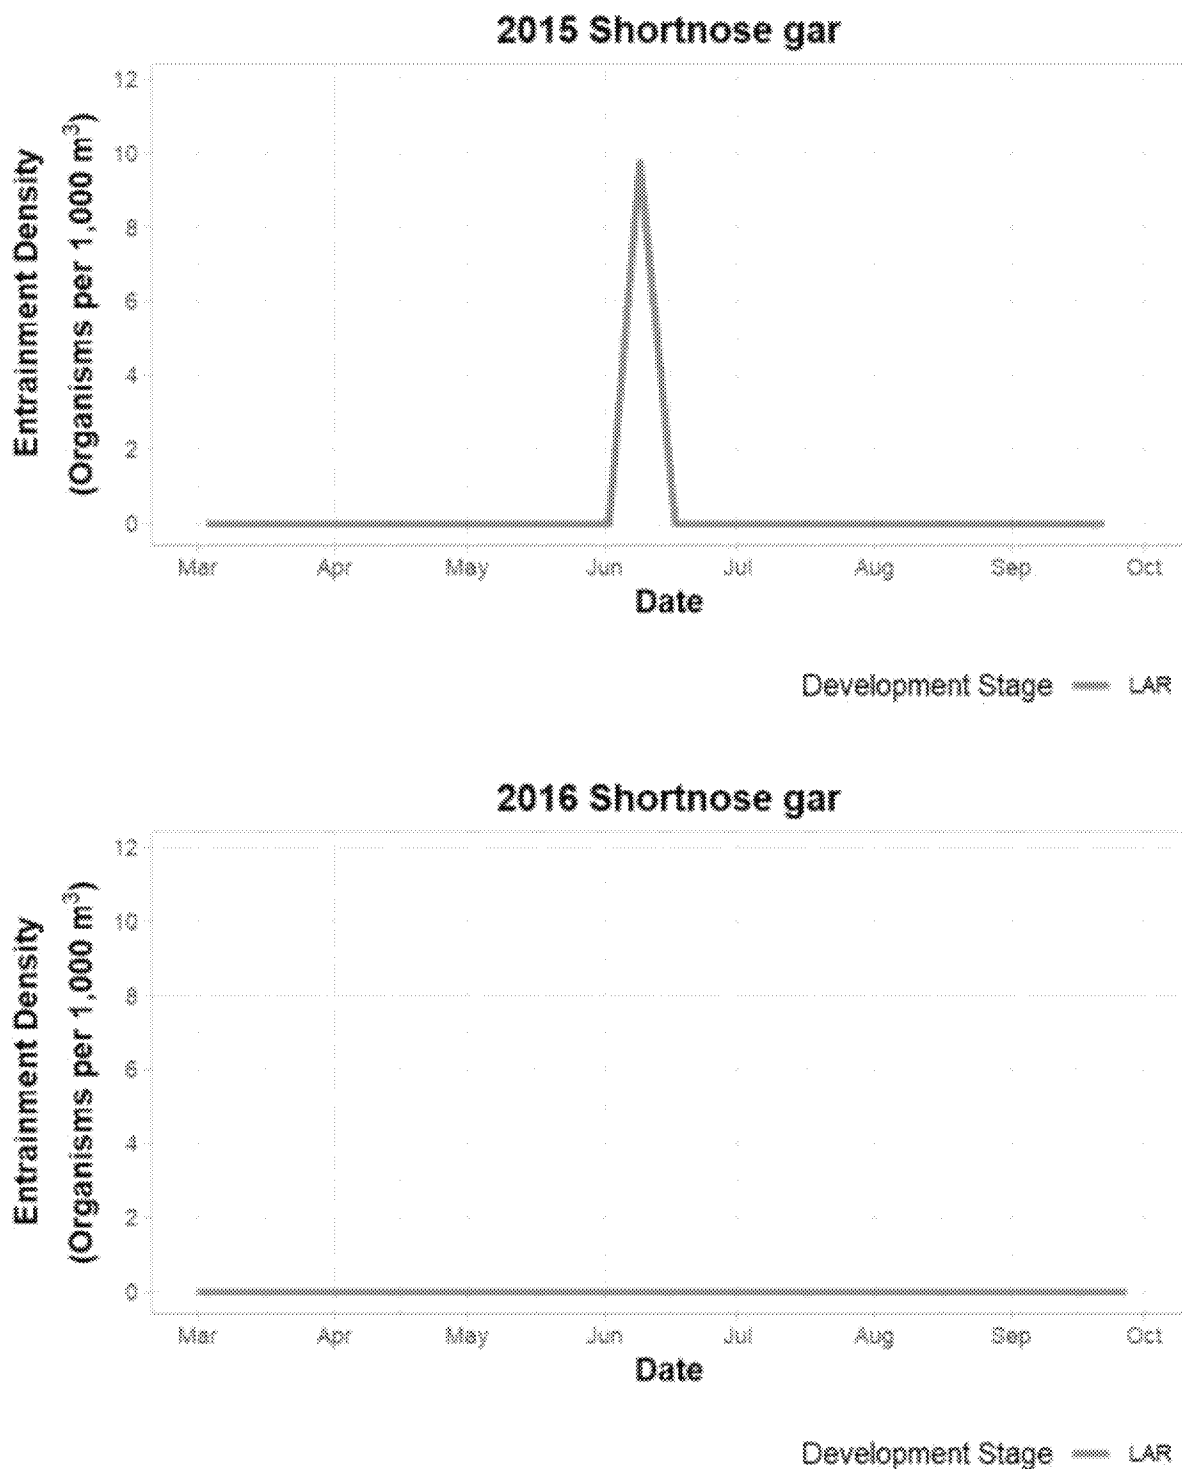 2015 Shortnose gar
Entrainment Density
(Organisms per 1,000 m³)
12
10
8
6
4
2
0
Mar Apr May Jun Jul Aug Sep Oct
Date
Development Stage LAR
2016 Shortnose gar
Entrainment Density
(Organisms per 1,000 m³)
12
10
8
6
4
2
0
Mar Apr May Jun Jul Aug Sep Oct
Date
Development Stage LAR